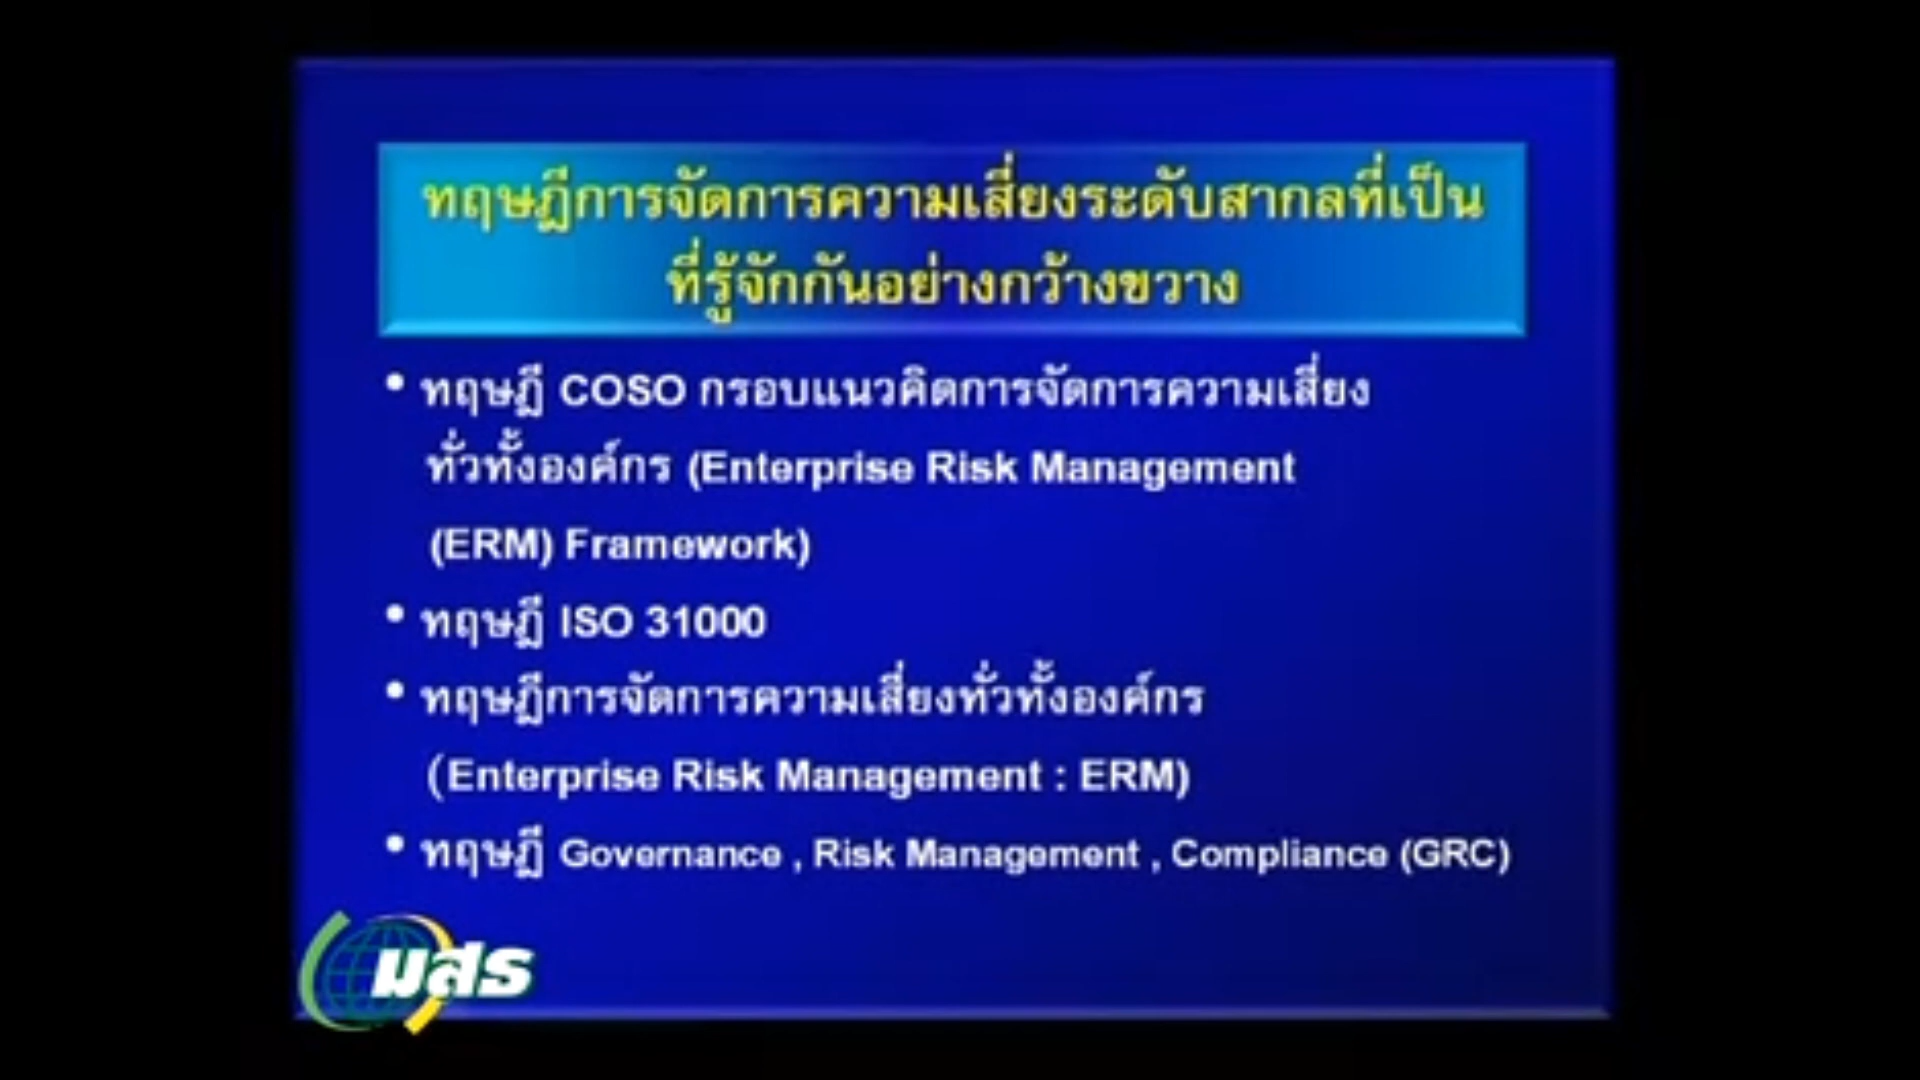 ทฤษฎีการจัดการความเสี่ยงระดับสากลที่เป็น
ที่รู้จักกันอย่างกว้างขวาง
• ทฤษฎี COSO กรอบแนวคิดการจัดการความเสี่ยง
ทั่วทั้งองค์กร (Enterprise Risk Management
(ERM) Framework)
• ทฤษฎี ISO 31000
• ทฤษฎีการจัดการความเสี่ยงทั่วทั้งองค์กร
(Enterprise Risk Management : ERM)
• ทฤษฎี Governance , Risk Management , Compliance (GRC)
มสธ